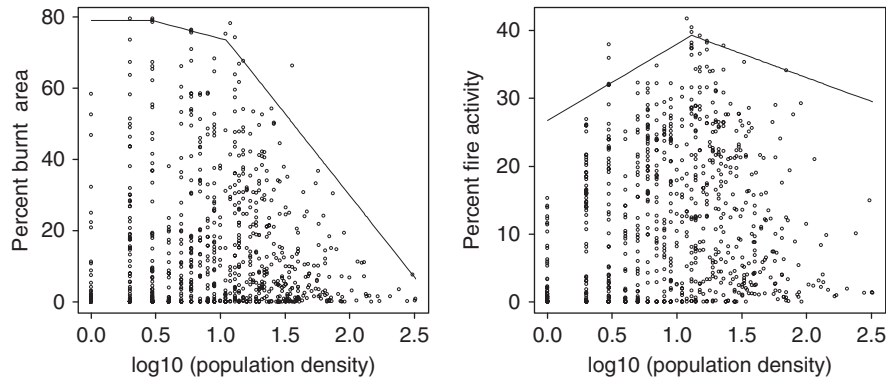 Percent burnt area
80
60
40
20
0
0.0 0.5 1.0 1.5 2.0 2.5
log10 (population density)
Percent fire activity
40
30
20
10
0
0.0 0.5 1.0 1.5 2.0 2.5
log10 (population density)